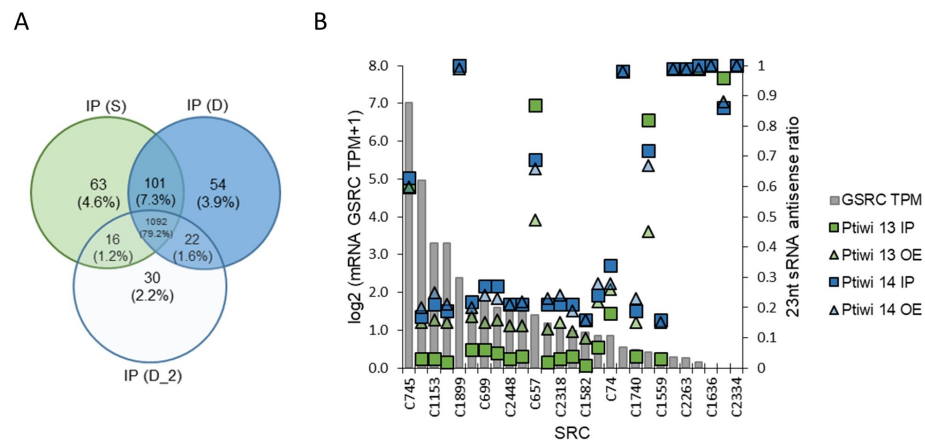 A
B
IP (S)
IP (D)
63
(4.6%)
101
(7.3%)
54
(3.9%)
1092
(79.2%)
16
(1.2%)
22
(1.6%)
30
(2.2%)
IP (D_2)
log2 (mRNA GSRC TPM+1)
8.0
7.0
6.0
5.0
4.0
3.0
2.0
1.0
0.0
1
0.9
0.8
0.7
0.6
0.5
0.4
0.3
0.2
0.1
0
23nt sRNA antisense ratio
C745
C1153
C1899
C699
C2448
C657
C2318
C1582
C74
C1740
C1559
C2263
C1636
C2334
SRC
GSRC TPM
Ptiwi 13 IP
Ptiwi 13 OE
Ptiwi 14 IP
Ptiwi 14 OE